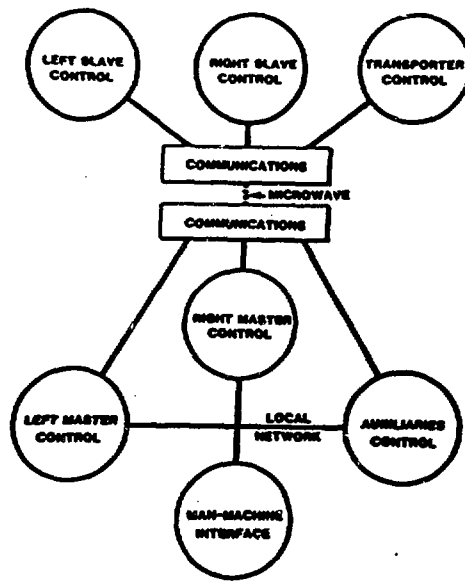 LEFT SLAVE
CONTROL
RIGHT SLAVE
CONTROL
TRANSPORTER
CONTROL
COMMUNICATIONS
MICROWAVE
COMMUNICATIONS
RIGHT MASTER
CONTROL
LEFT MASTER
CONTROL
LOCAL
NETWORK
AUXILIARIES
CONTROL
MAN-MACHINE
INTERFACE